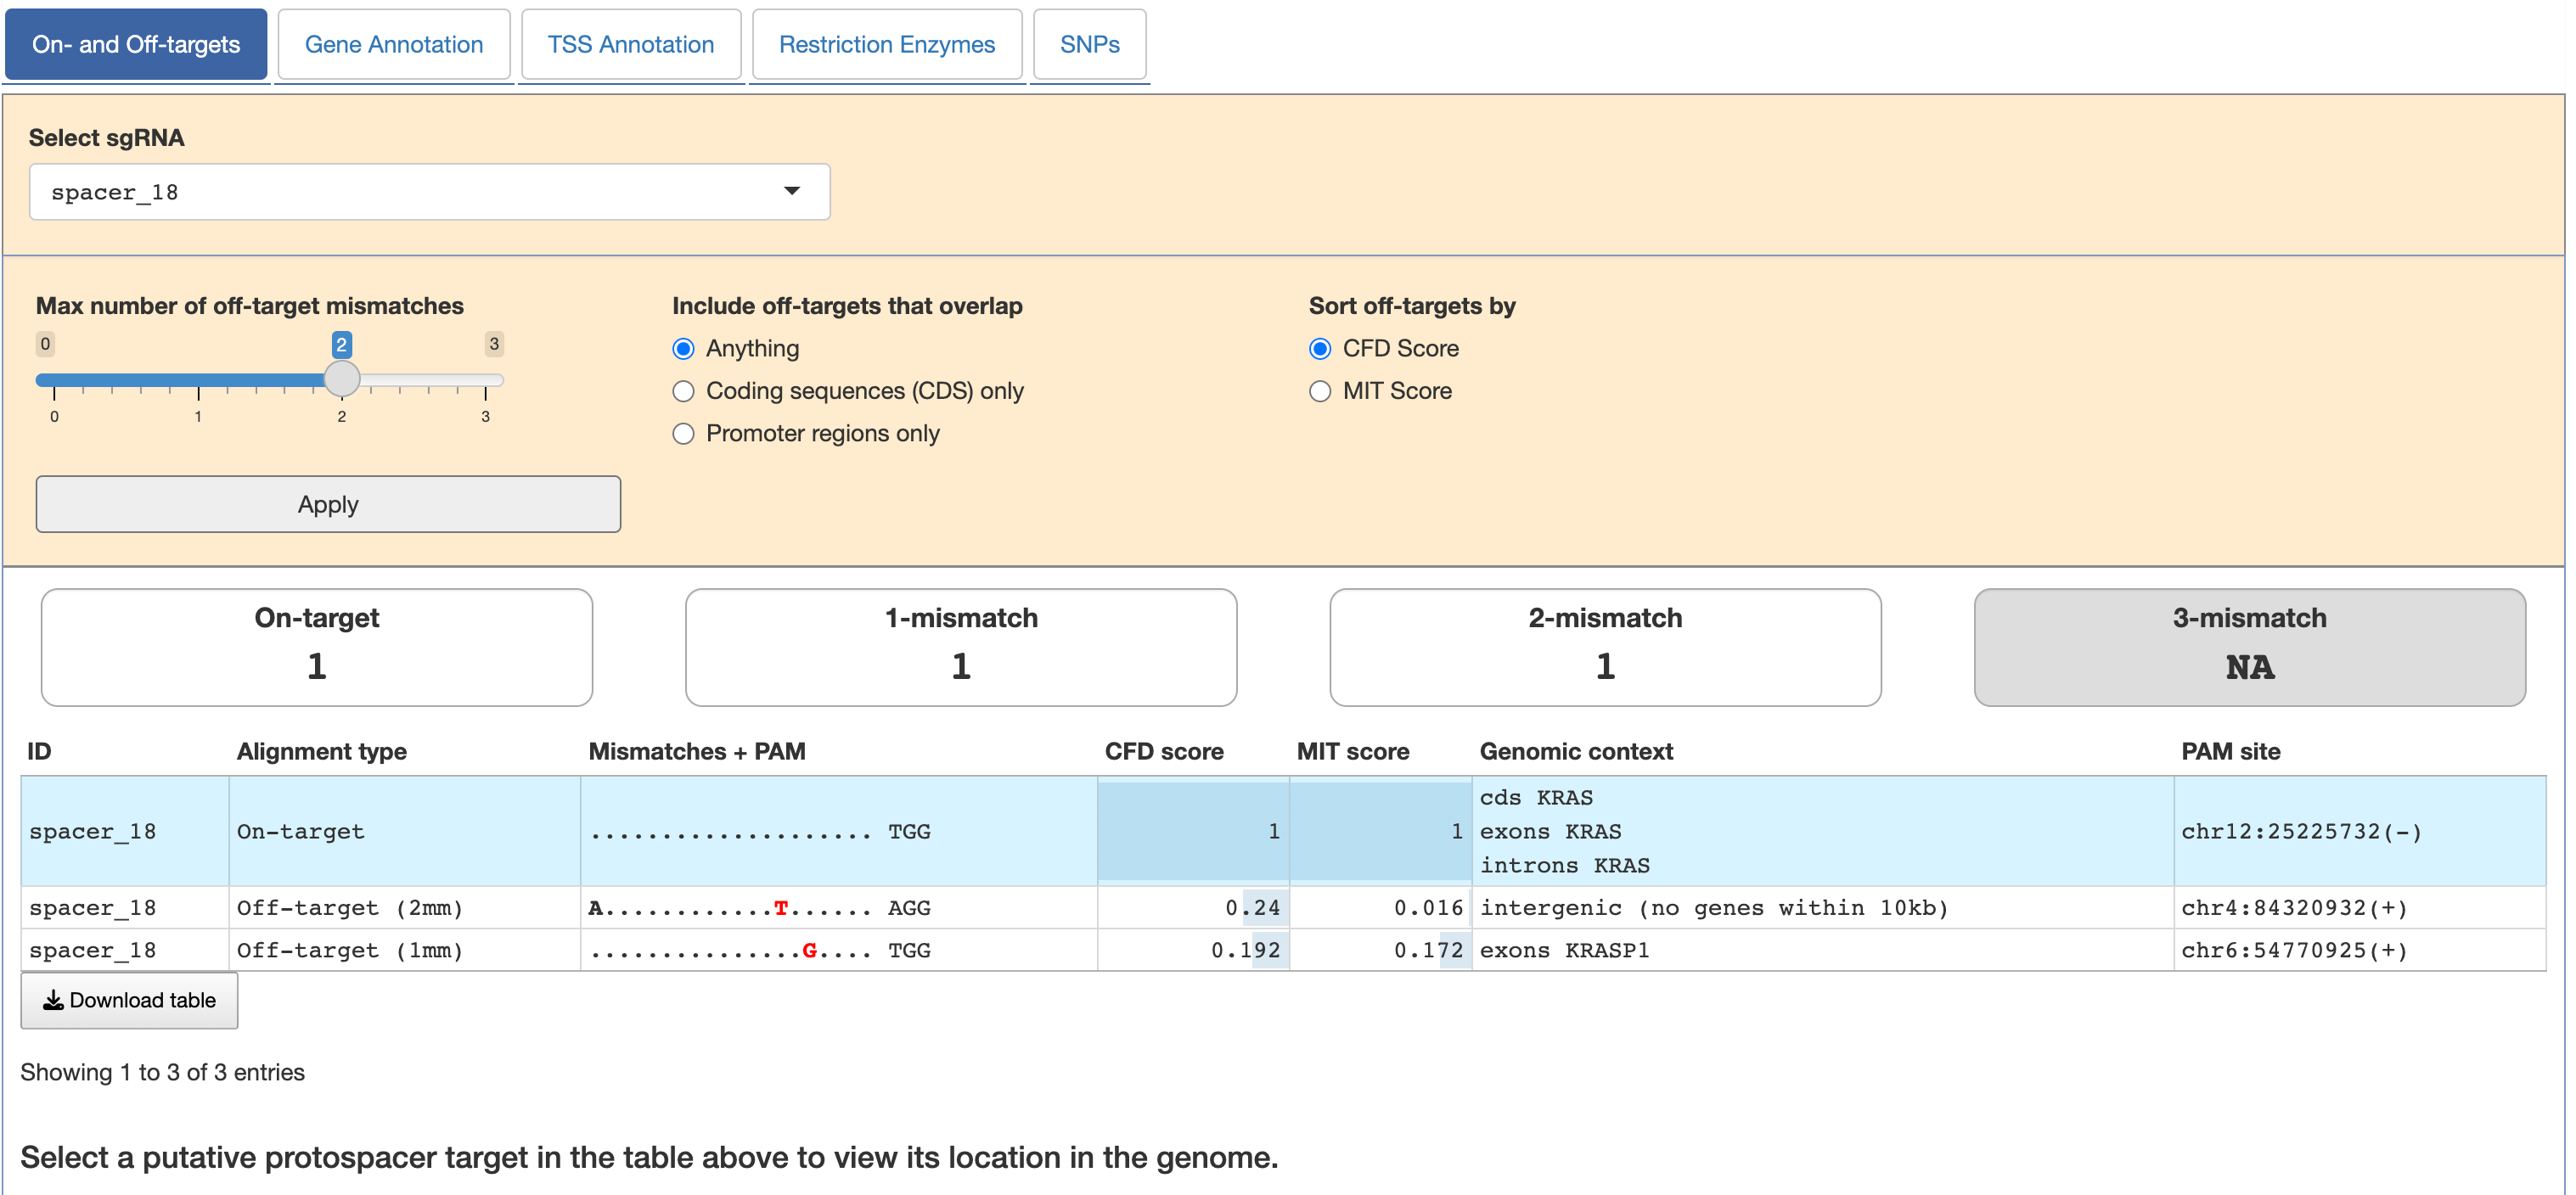 On- and Off-targets Gene Annotation TSS Annotation Restriction Enzymes SNPs
Select sgRNA
spacer_18
Max number of off-target mismatches
0 2 3
0 1 2 3
Apply
Include off-targets that overlap
Anything
Coding sequences (CDS) only
Promoter regions only
Sort off-targets by
CFD Score
MIT Score
On-target
1
1-mismatch
1
2-mismatch
1
3-mismatch
NA
ID Alignment type Mismatches + PAM CFD score MIT score Genomic context PAM site
spacer_18 On-target .................... TGG 1 1 cds KRAS
exons KRAS
introns KRAS
chr12:25225732(-)
spacer_18 Off-target (2mm) A............T...... AGG 0.24 0.016 intergenic (no genes within 10kb) chr4:84320932(+)
spacer_18 Off-target (1mm) ...............G.... TGG 0.192 0.172 exons KRASP1 chr6:54770925(+)
Download table
Showing 1 to 3 of 3 entries
Select a putative protospacer target in the table above to view its location in the genome.